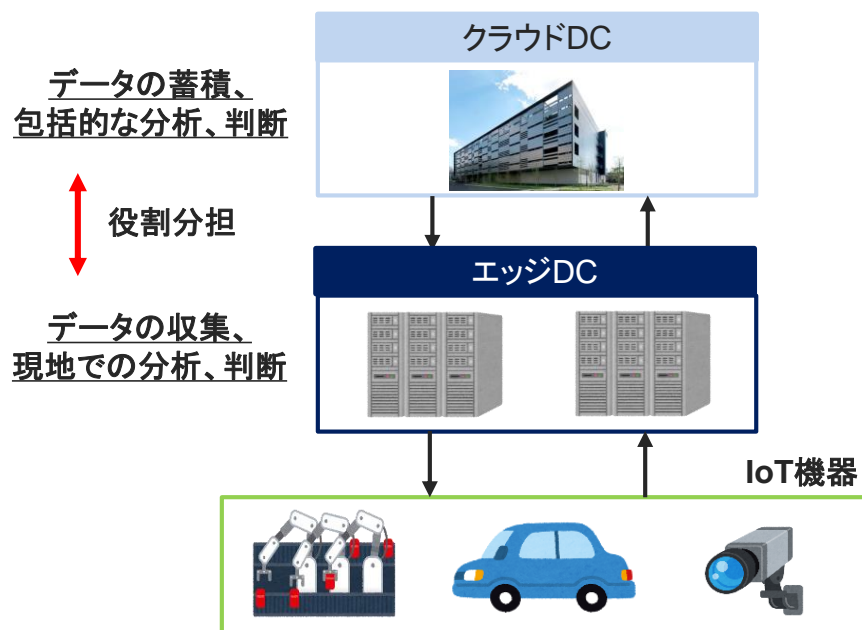 クラウドDC
データの蓄積、
包括的な分析、判断
役割分担
エッジDC
データの収集、
現地での分析、判断
IoT機器